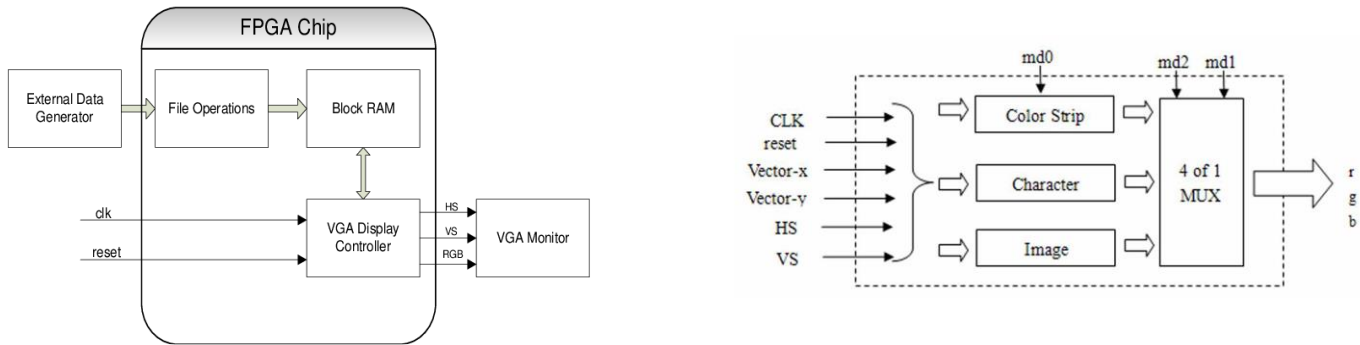 FPGA Chip
External Data
Generator
File Operations
Block RAM
clk
reset
VGA Display
Controller
HS
VS
RGB
VGA Monitor
md0
md2 md1
CLK
reset
Vector-x
Vector-y
HS
VS
Color Strip
Character
Image
4 of 1
MUX
r
g
b